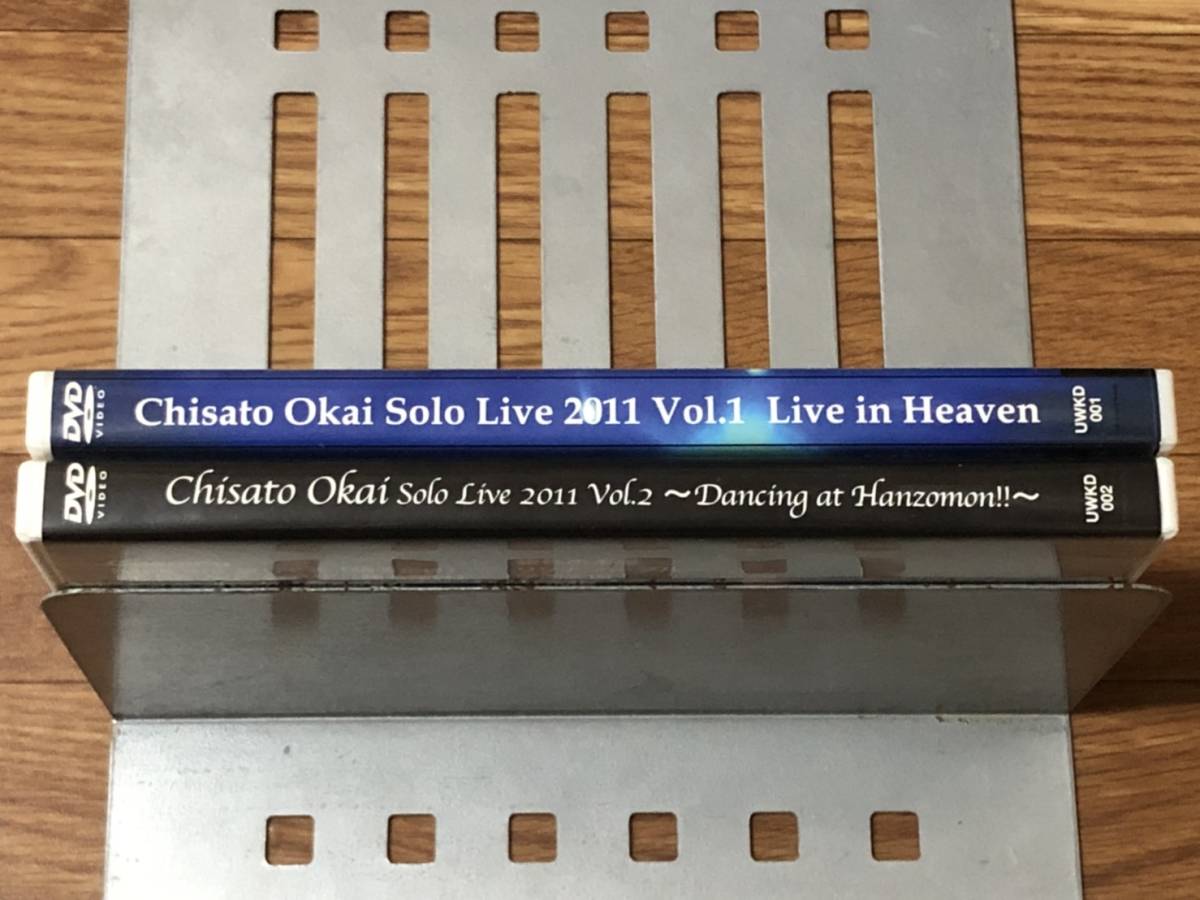 DVD VIDEO Chisato Okai Solo Live 2011 Vol.1 Live in Heaven UWKD 001
DVD VIDEO Chisato Okai Solo Live 2011 Vol.2 ～Dancing at Hanzomon!!～ UWKD 002